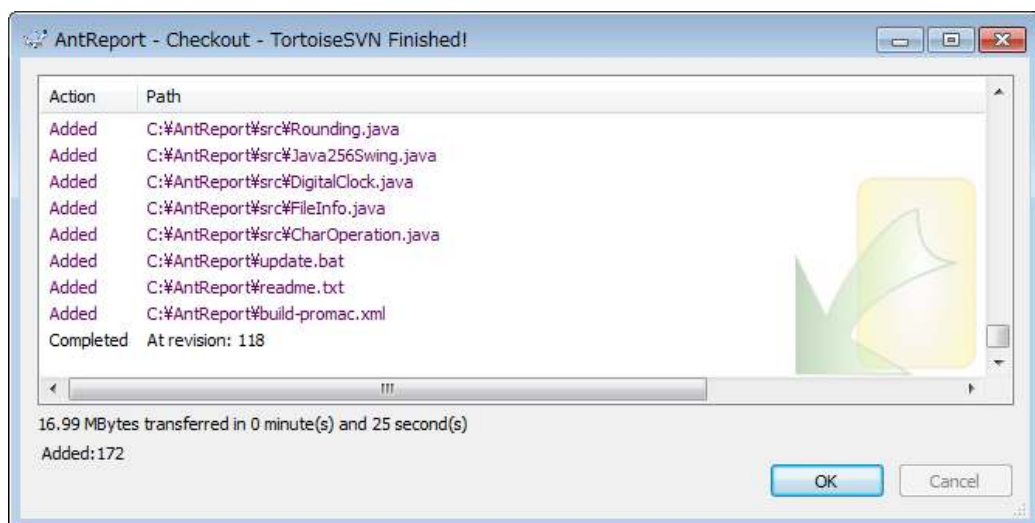 AntReport - Checkout - TortoiseSVN Finished!
Action Path
Added C:¥AntReport¥src¥Rounding.java
Added C:¥AntReport¥src¥Java256Swing.java
Added C:¥AntReport¥src¥DigitalClock.java
Added C:¥AntReport¥src¥FileInfo.java
Added C:¥AntReport¥src¥CharOperation.java
Added C:¥AntReport¥update.bat
Added C:¥AntReport¥readme.txt
Added C:¥AntReport¥build-promac.xml
Completed At revision: 118
16.99 MBytes transferred in 0 minute(s) and 25 second(s)
Added:172
OK Cancel